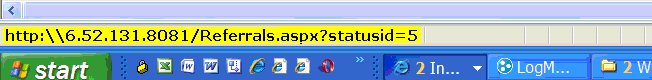 http:\\6.52.131.8081/Referrals.aspx?statusid=5
start
2 In...
LogM...
2 W